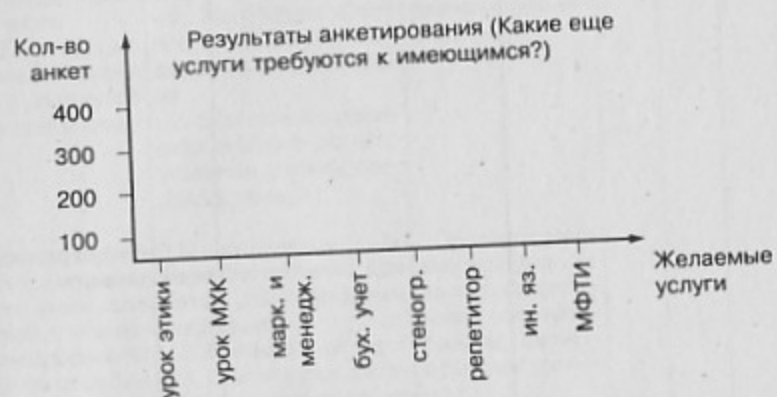 Кол-во
анкет
Результаты анкетирования (Какие еще
услуги требуются к имеющимся?)
400
300
200
100
Желаемые
услуги
урок этики
урок МХК
марк. и
менедж.
бух. учет
стеногр.
репетитор
ин. яз.
МФТИ